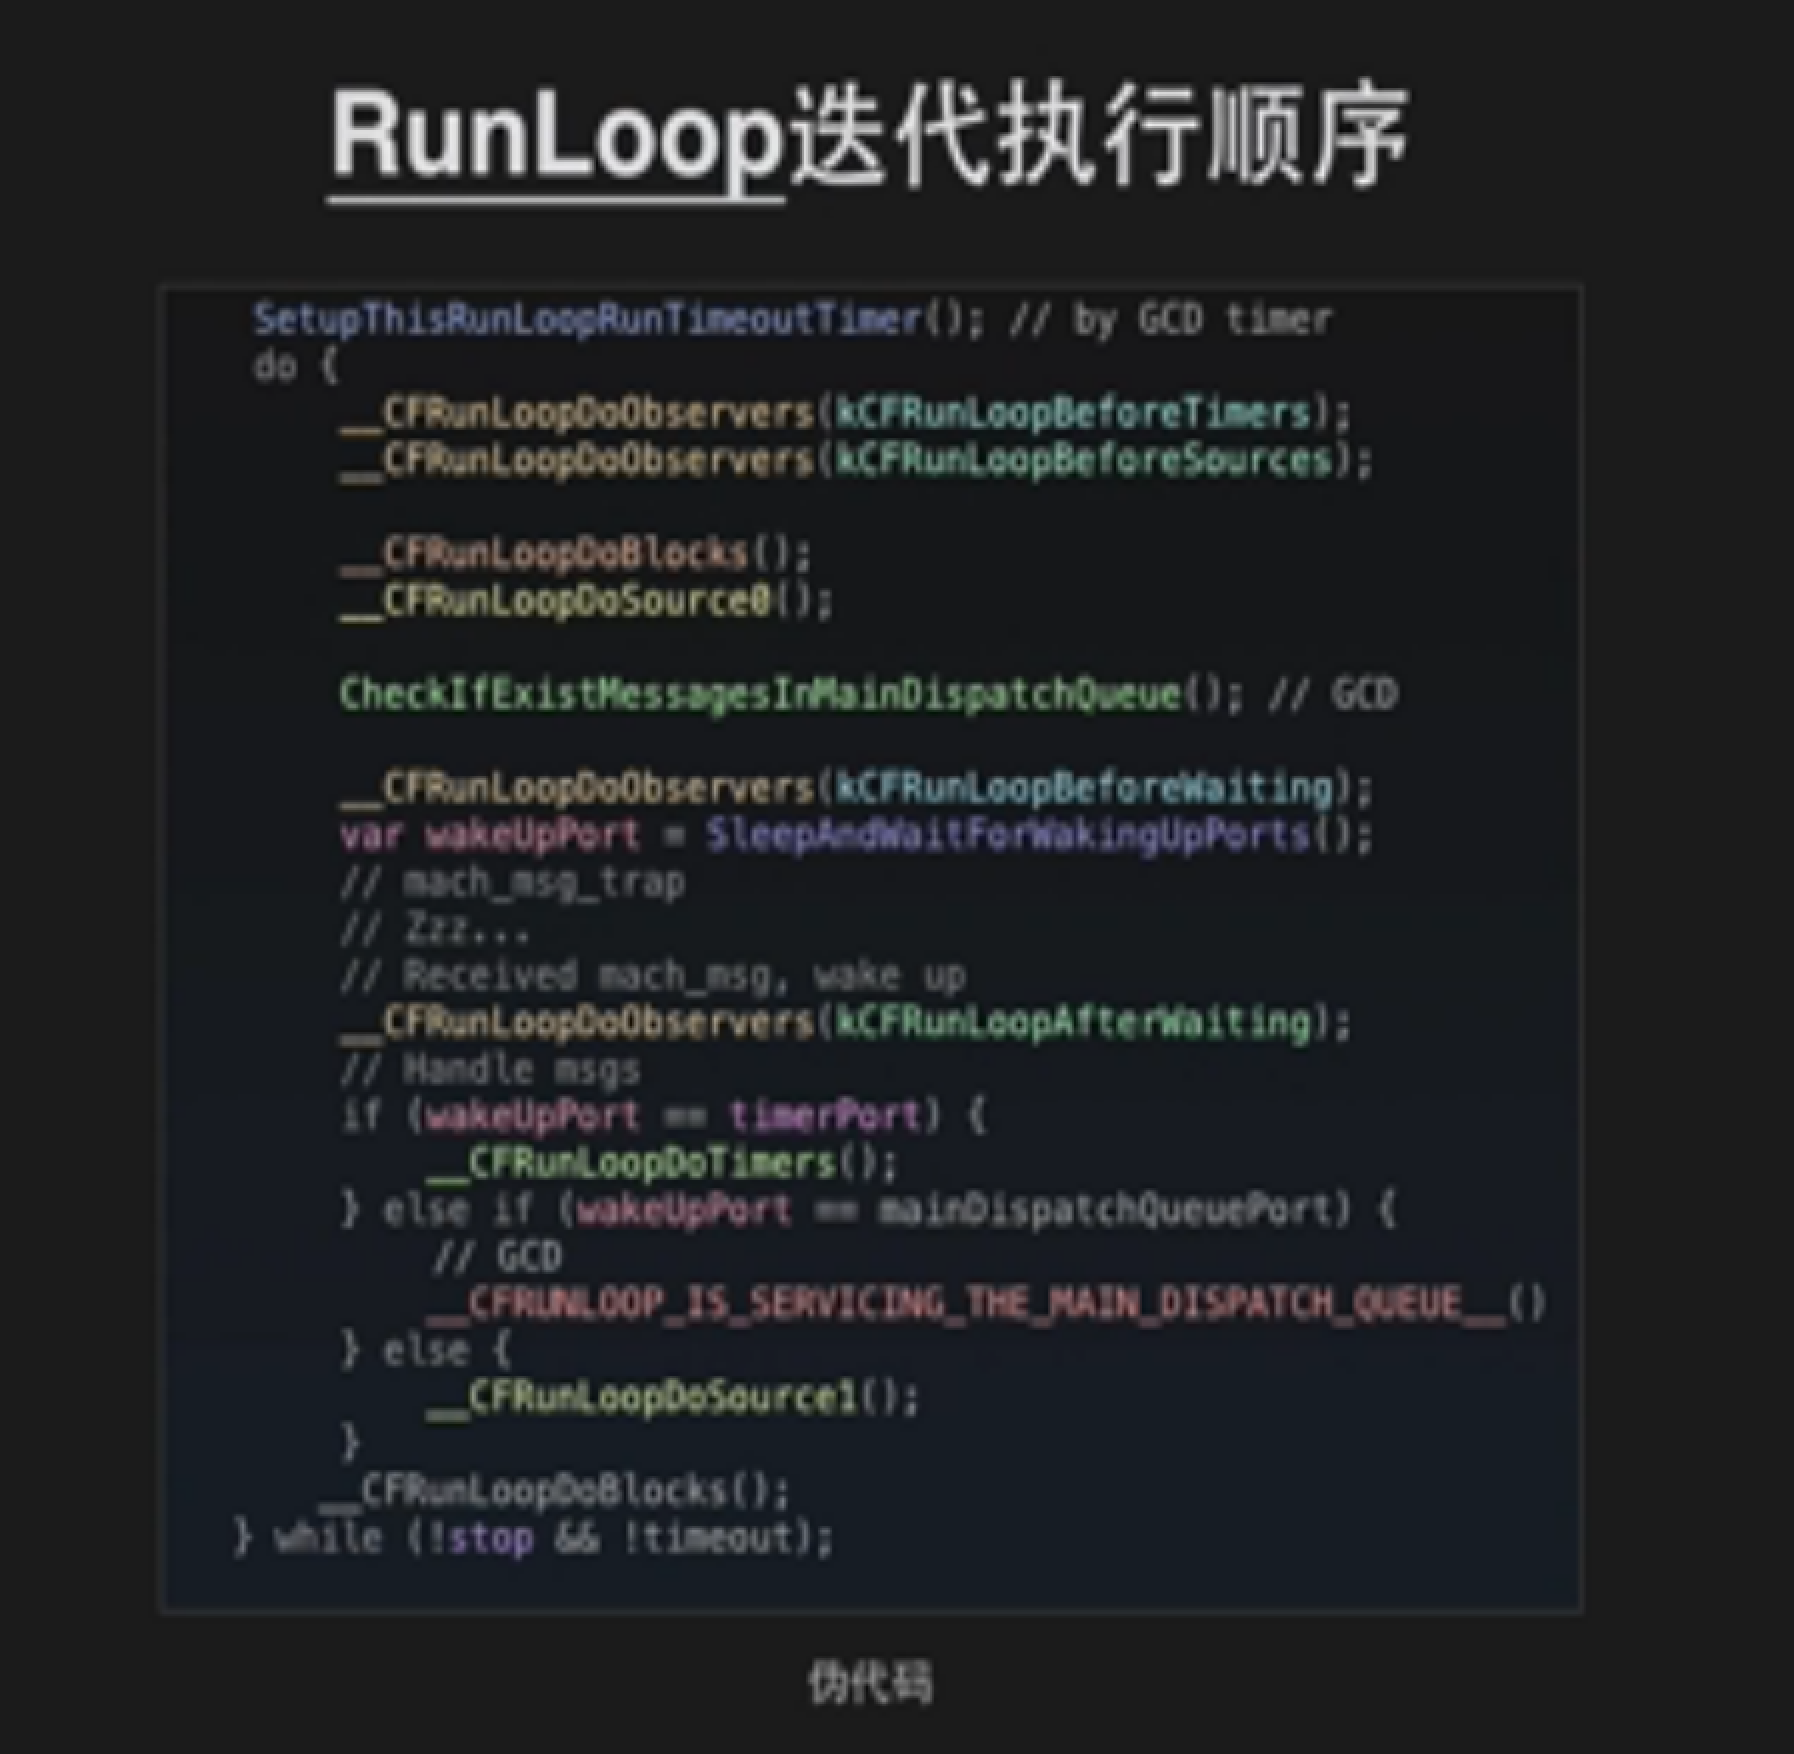 RunLoop迭代执行顺序
SetupThisRunLoopRunTimeoutTimer(); // by GCD timer
do {
__CFRunLoopDoObservers(kCFRunLoopBeforeTimers);
__CFRunLoopDoObservers(kCFRunLoopBeforeSources);
__CFRunLoopDoBlocks();
__CFRunLoopDoSource0();
CheckIfExistMessagesInMainDispatchQueue(); // GCD
__CFRunLoopDoObservers(kCFRunLoopBeforeWaiting);
var wakeUpPort = SleepAndWaitForWakingUpPorts();
// mach_msg_trap
// Zzz...
// Received mach_msg, wake up
__CFRunLoopDoObservers(kCFRunLoopAfterWaiting);
// Handle msgs
if (wakeUpPort == timerPort) {
__CFRunLoopDoTimers();
} else if (wakeUpPort == mainDispatchQueuePort) {
// GCD
__CFRUNLOOP_IS_SERVICING_THE_MAIN_DISPATCH_QUEUE__()
} else {
__CFRunLoopDoSource1();
}
__CFRunLoopDoBlocks();
} while (!stop && !timeout);
伪代码